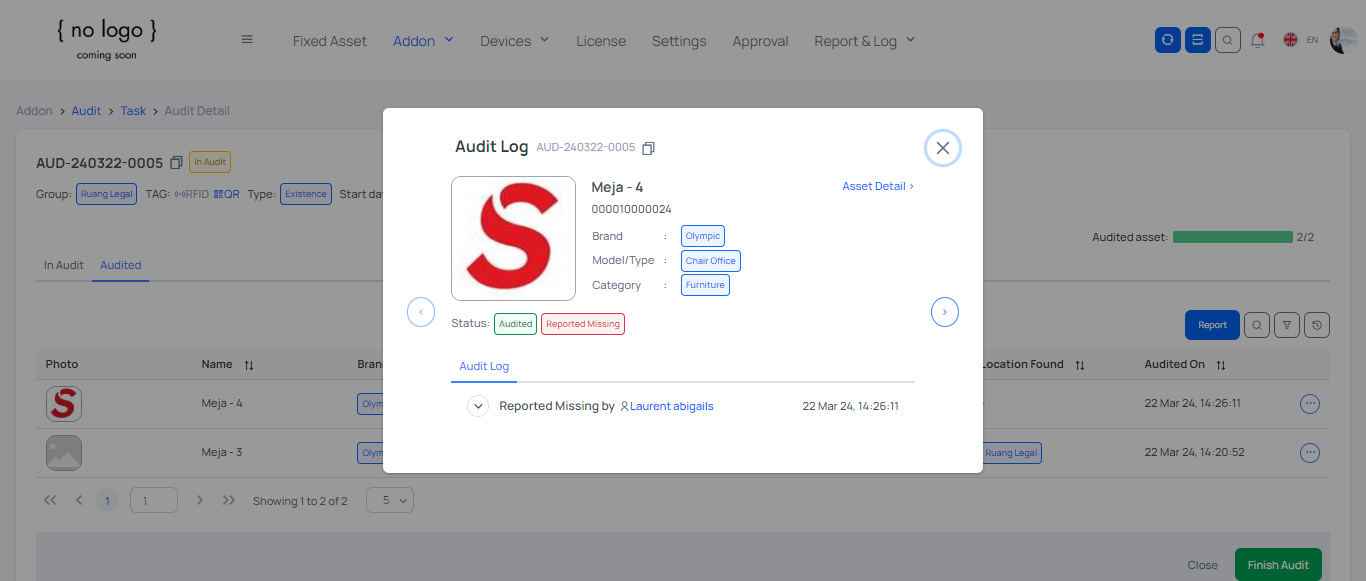 { no logo }
coming soon
Fixed Asset Addon Devices License Settings Approval Report & Log EN
Addon > Audit > Task > Audit Detail
AUD-240322-0005 In Audit
Group: Ruang Legal TAG: RFID QR Type: Existence Start da
Audited asset: 2/2
In Audit Audited
Report
Photo Name Bran Location Found Audited On
Meja - 4 Olym - 22 Mar 24, 14:26:11
Meja - 3 Olym Ruang Legal 22 Mar 24, 14:20:52
1 1 Showing 1 to 2 of 2 5
Close Finish Audit
Audit Log AUD-240322-0005
S
Meja - 4 Asset Detail >
000010000024
Brand : Olympic
Model/Type : Chair Office
Category : Furniture
Status: Audited Reported Missing
Audit Log
Reported Missing by Laurent abigails 22 Mar 24, 14:26:11